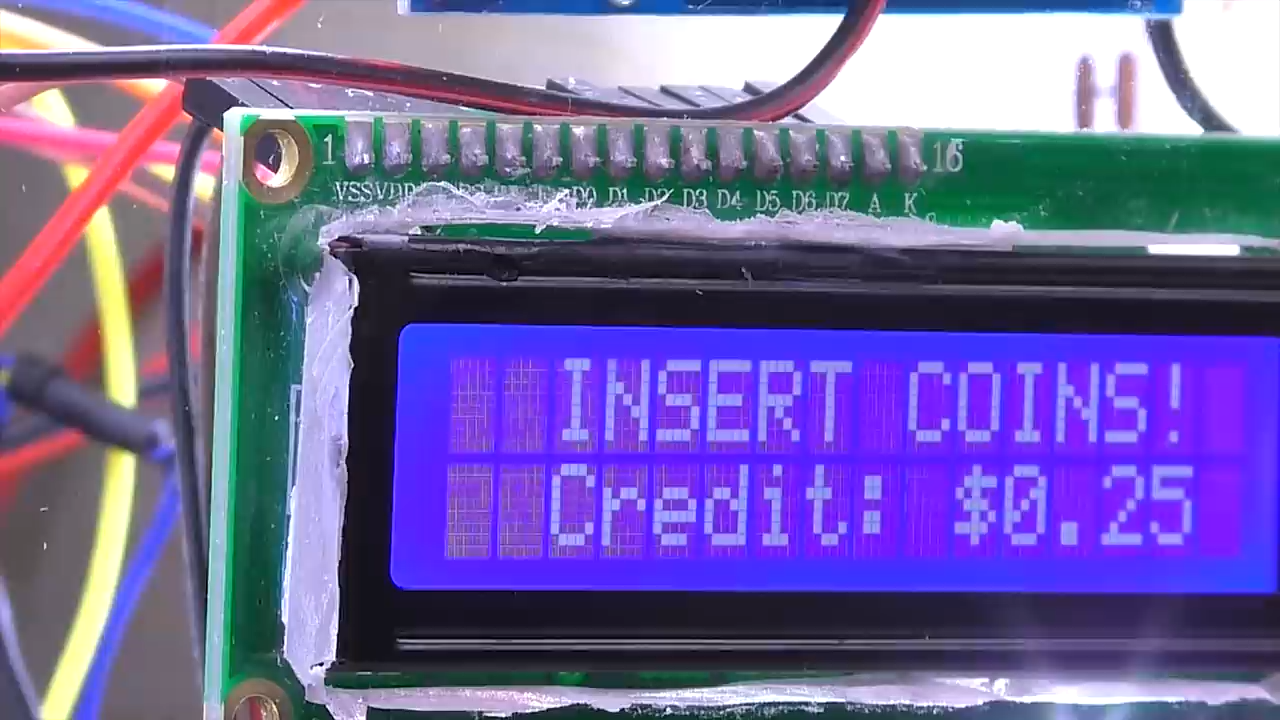 1 16
VSS D0 D1 D2 D3 D4 D5 D6 D7 A K
INSERT COINS!
Credit: $0.25